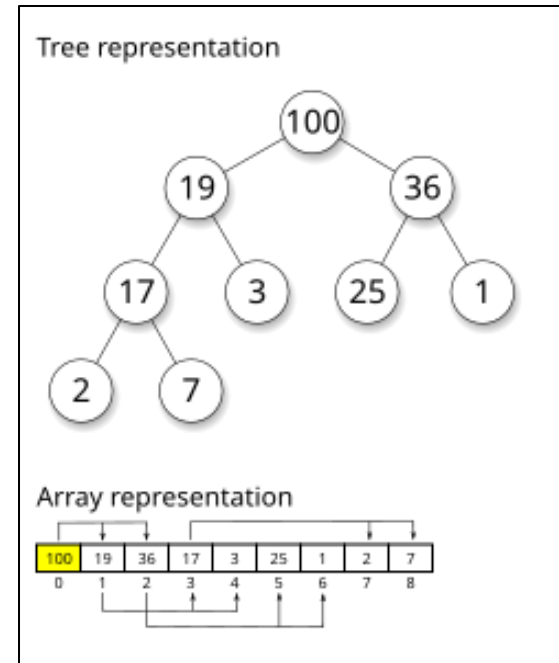 Tree representation
100
19 36
17 3 25 1
2 7
Array representation
100 19 36 17 3 25 1 2 7
0 1 2 3 4 5 6 7 8